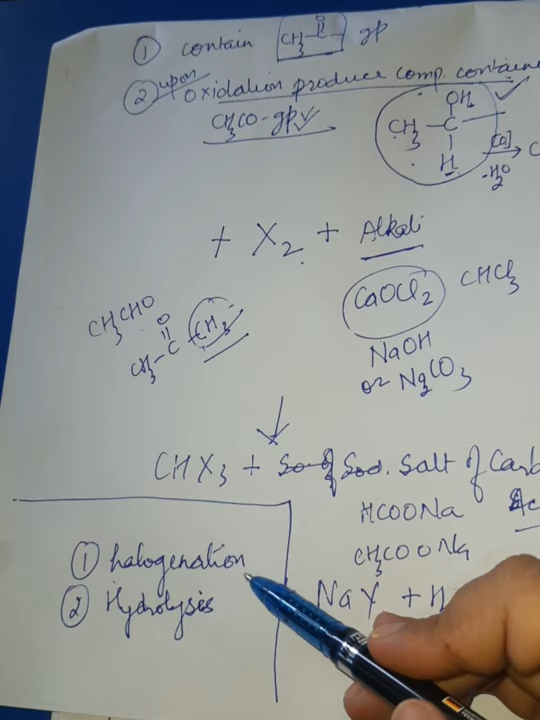 ① contain CH₃-C- gp
O
② upon Oxidation produce comp. containe
CH₃CO-gp ✓
OH
CH₃-C-
H
[O]
-H₂O
C
+ X₂ + Alkali
CaOCl₂ CHCl₃
CH₃CHO
O
CH₃-C-CH₃
NaOH
or Na₂CO₃
CHX₃ + Sod. Salt of Carb
HCOONa
CH₃COONa
① halogenation
② Hydrolysis
NaX + H